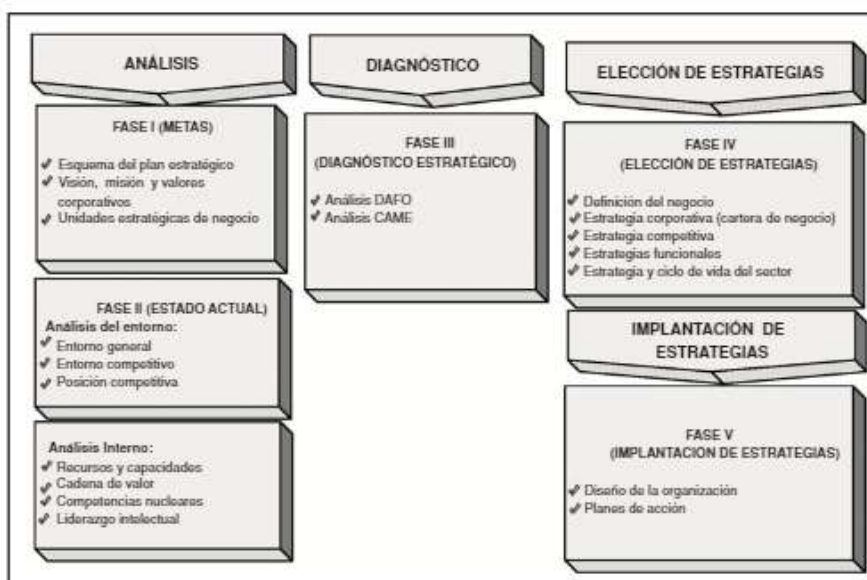 ANÁLISIS
FASE I (METAS)
Esquema del plan estratégico
Visión, misión y valores
corporativos
Unidades estratégicas de negocio
FASE II (ESTADO ACTUAL)
Análisis del entorno:
Entorno general
Entorno competitivo
Posición competitiva
Análisis Interno:
Recursos y capacidades
Cadena de valor
Competencias nucleares
Liderazgo intelectual
DIAGNÓSTICO
FASE III
(DIAGNÓSTICO ESTRATÉGICO)
Análisis DAFO
Análisis CAME
ELECCIÓN DE ESTRATEGIAS
FASE IV
(ELECCIÓN DE ESTRATEGIAS)
Definición del negocio
Estrategia corporativa (cartera de negocio)
Estrategia competitiva
Estrategias funcionales
Estrategia y ciclo de vida del sector
IMPLANTACIÓN DE
ESTRATEGIAS
FASE V
(IMPLANTACION DE ESTRATEGIAS)
Diseño de la organización
Planes de acción